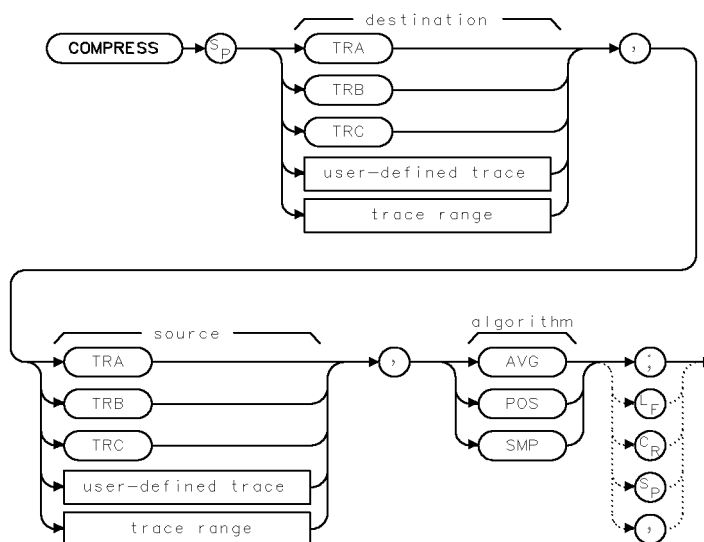 destination
COMPRESS SP TRA ,
TRB
TRC
user-defined trace
trace range
source
algorithm
TRA , AVG ;
TRB POS LF
TRC SMP CR
user-defined trace SP
trace range ,